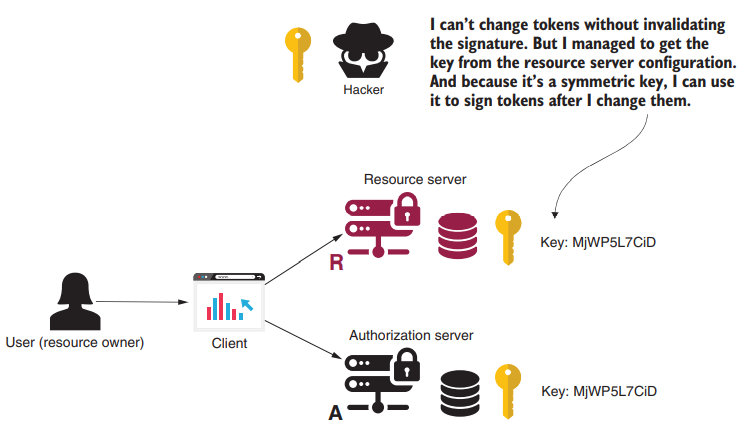 I can't change tokens without invalidating
the signature. But I managed to get the
key from the resource server configuration.
And because it's a symmetric key, I can use
it to sign tokens after I change them.
Hacker
Resource server
Key: MjWP5L7CiD
R
www
User (resource owner)
Client
Authorization server
Key: MjWP5L7CiD
A